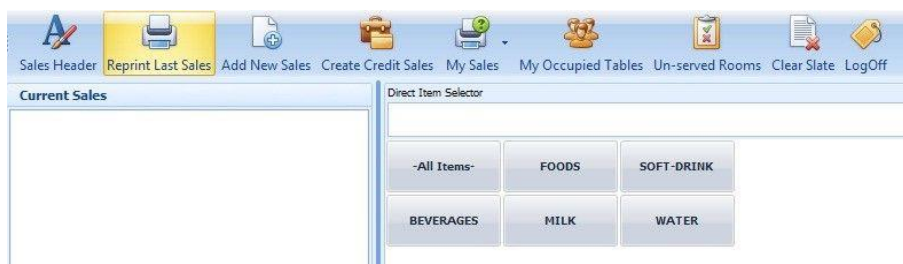 Sales Header Reprint Last Sales Add New Sales Create Credit Sales My Sales My Occupied Tables Un-served Rooms Clear Slate LogOff
Current Sales
Direct Item Selector
-All Items- FOODS SOFT-DRINK
BEVERAGES MILK WATER